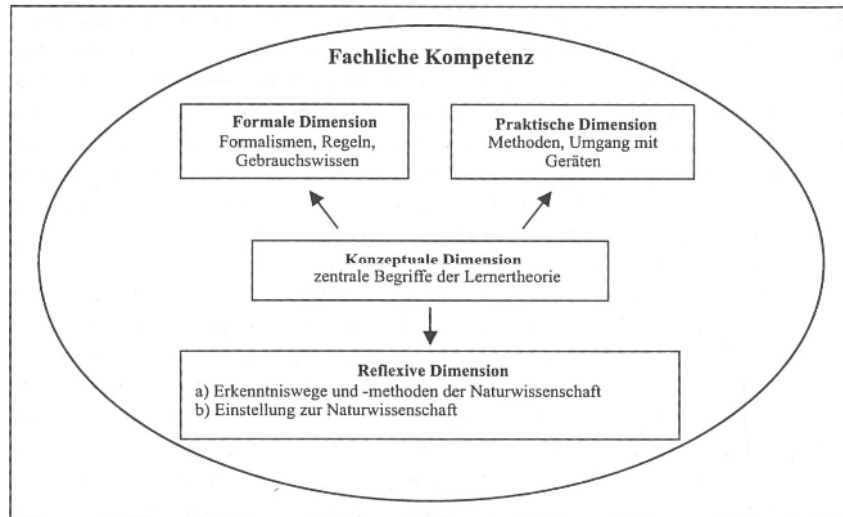 Fachliche Kompetenz
Formale Dimension
Formalismen, Regeln,
Gebrauchswissen
Praktische Dimension
Methoden, Umgang mit
Geräten
Konzeptuale Dimension
zentrale Begriffe der Lernertheorie
Reflexive Dimension
a) Erkenntniswege und -methoden der Naturwissenschaft
b) Einstellung zur Naturwissenschaft